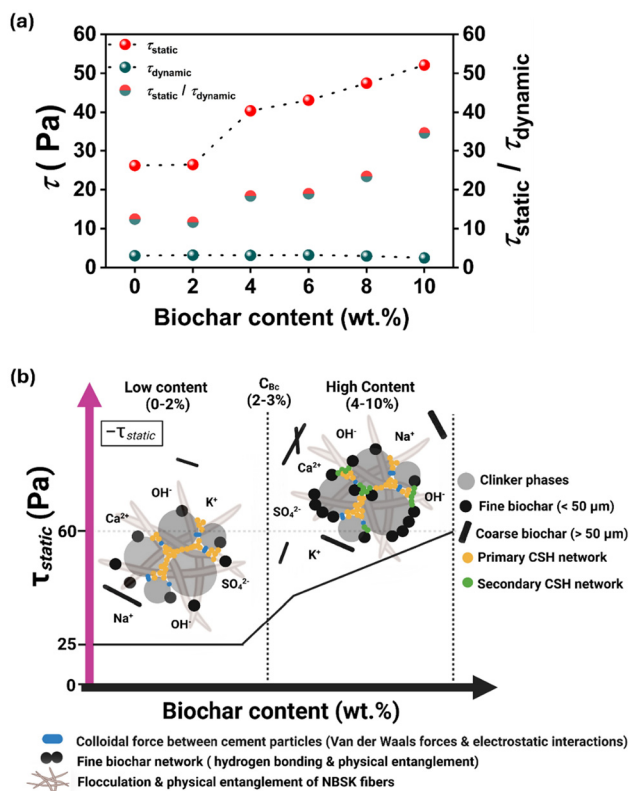 (a)
60
50
40
30
20
10
0
τ ( Pa)
τstatic
τdynamic
τstatic / τdynamic
60
50
40
30
20
10
0
τstatic / τdynamic
0 2 4 6 8 10
Biochar content (wt.%)
(b)
Low content
(0-2%)
CBc
(2-3%)
High Content
(4-10%)
−τstatic
τstatic (Pa)
60
25
0
OH-
K+
Ca2+
SO42-
Na+
OH-
OH-
Na+
Ca2+
OH-
SO42-
K+
Clinker phases
Fine biochar (< 50 µm)
Coarse biochar (> 50 µm)
Primary CSH network
Secondary CSH network
Biochar content (wt.%)
Colloidal force between cement particles (Van der Waals forces & electrostatic interactions)
Fine biochar network ( hydrogen bonding & physical entanglement)
Flocculation & physical entanglement of NBSK fibers